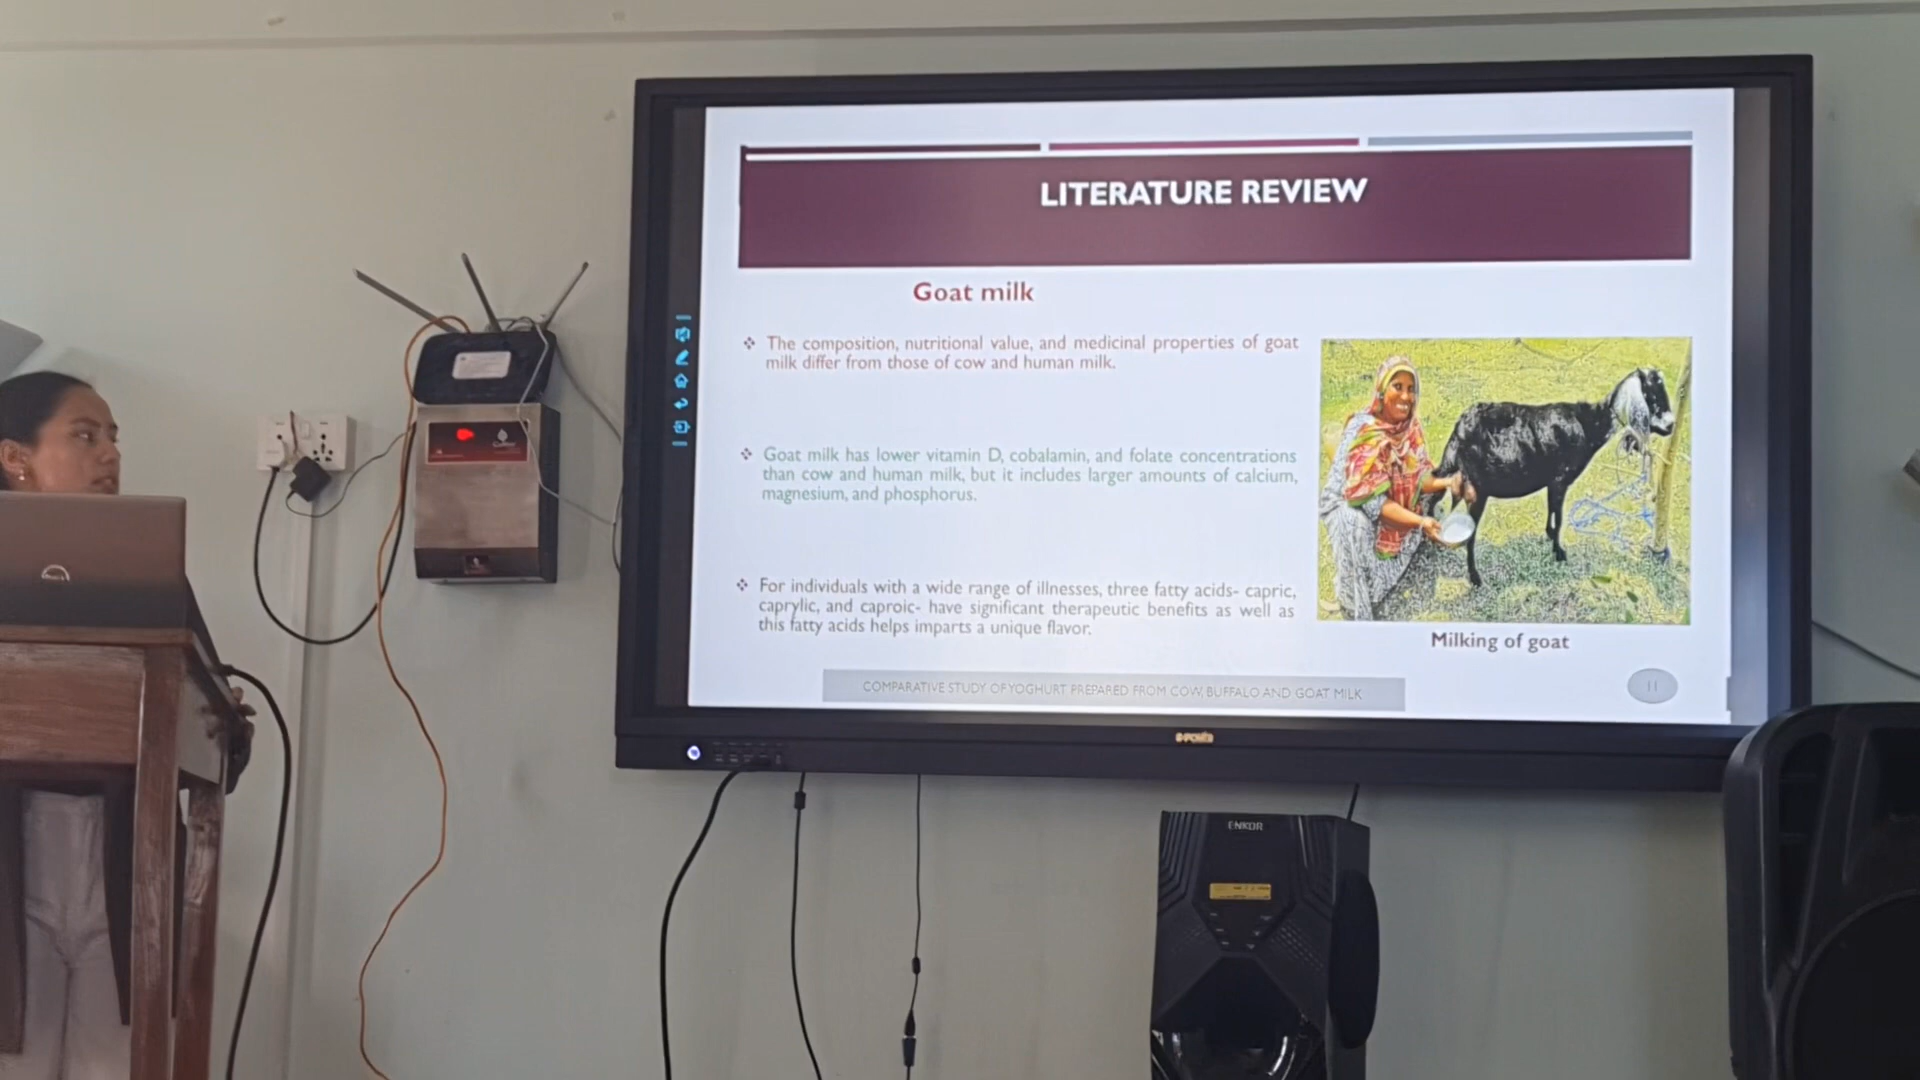 LITERATURE REVIEW
Goat milk
The composition, nutritional value, and medicinal properties of goat
milk differ from those of cow and human milk.
Goat milk has lower vitamin D, cobalamin, and folate concentrations
than cow and human milk, but it includes larger amounts of calcium,
magnesium, and phosphorus.
For individuals with a wide range of illnesses, three fatty acids- capric,
caprylic, and caproic- have significant therapeutic benefits as well as
this fatty acids helps imparts a unique flavor.
Milking of goat
COMPARATIVE STUDY OF YOGHURT PREPARED FROM COW, BUFFALO AND GOAT MILK
11
ENKOR